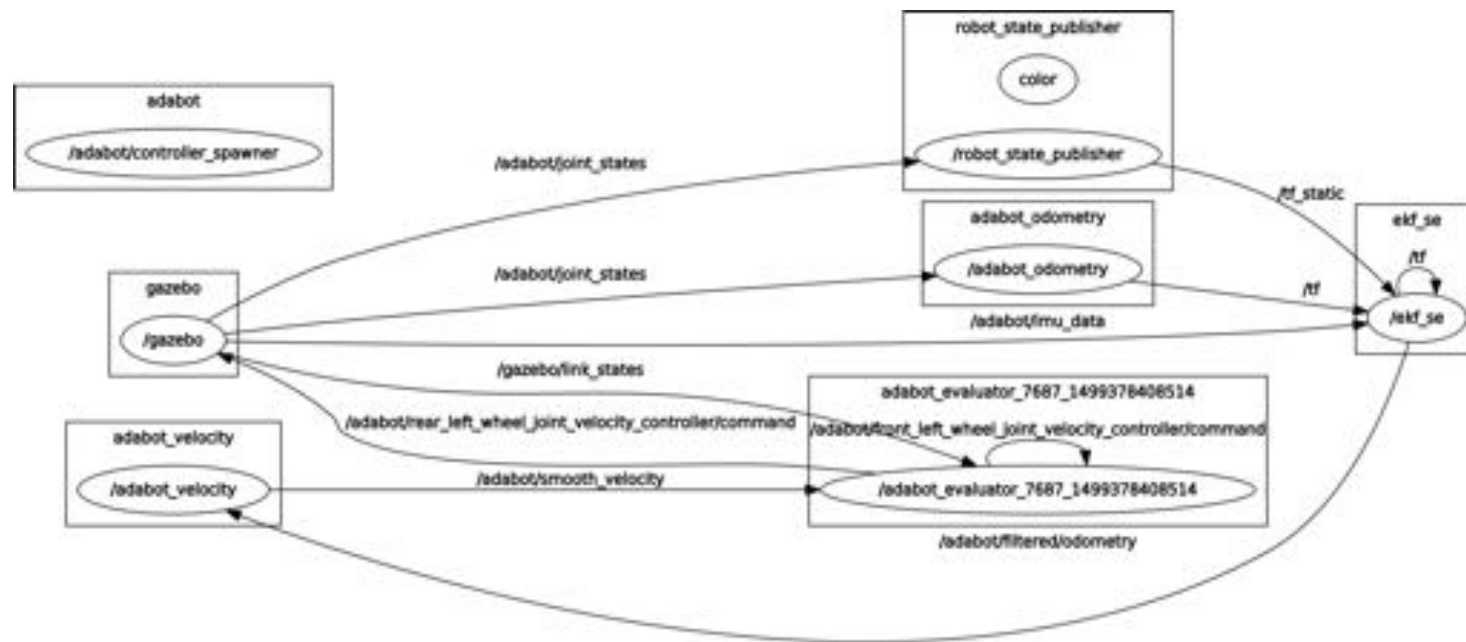 robot_state_publisher
color
adabot
/adabot/controller_spawner
/adabot/joint_states
/robot_state_publisher
/tf_static
adabot_odometry
ekf_se
/tf
/adabot/joint_states
/adabot_odometry
gazebo
/tf
/gazebo
/adabot/imu_data
/ekf_se
/gazebo/link_states
adabot_evaluator_7687_1499378408514
/adabot/rear_left_wheel_joint_velocity_controller/command
/adabot/front_left_wheel_joint_velocity_controller/command
adabot_velocity
/adabot_velocity
/adabot/smooth_velocity
/adabot_evaluator_7687_1499378408514
/adabot/filtered/odometry